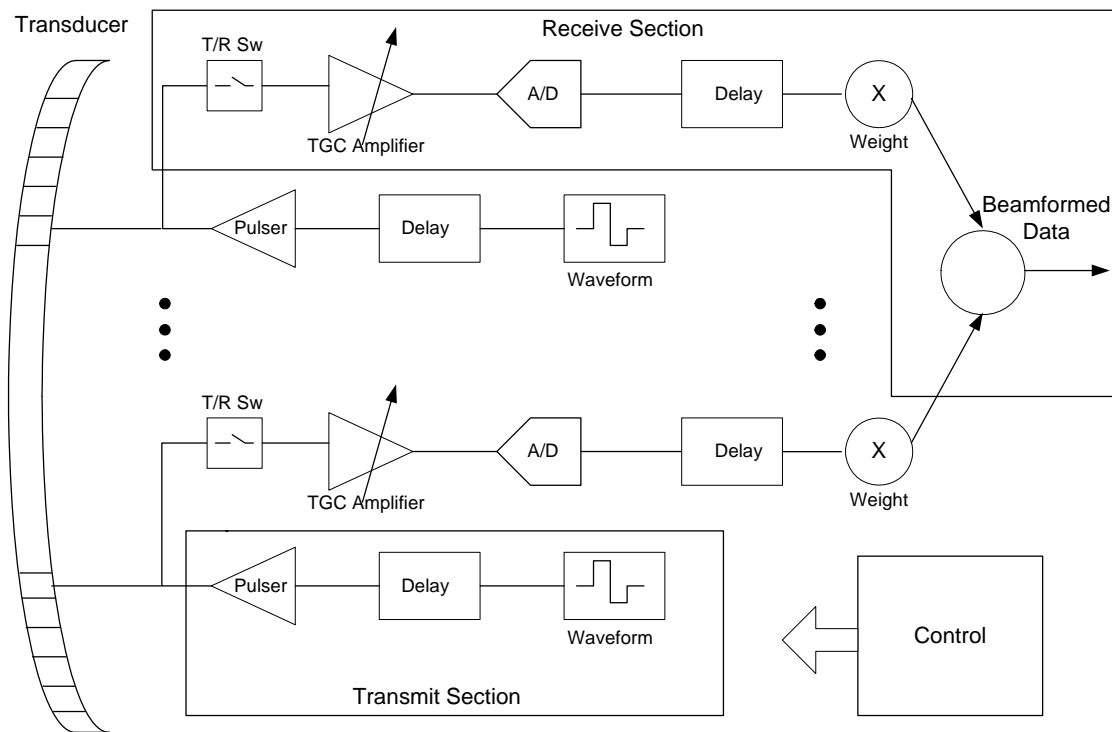 Transducer
Receive Section
T/R Sw
A/D
Delay
X
TGC Amplifier
Weight
Pulser
Delay
Waveform
Beamformed
Data
T/R Sw
A/D
Delay
X
TGC Amplifier
Weight
Pulser
Delay
Waveform
Transmit Section
Control